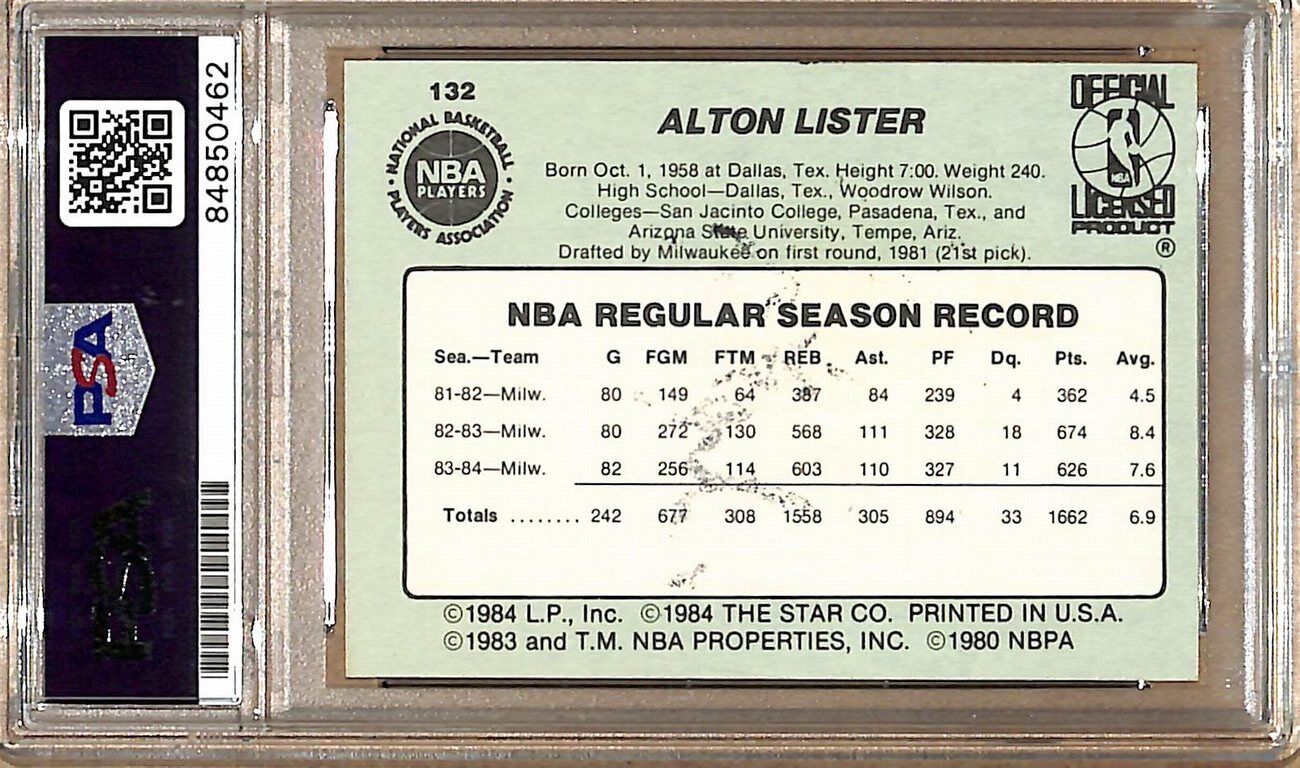 84850462
PSA
132
NATIONAL BASKETBALL
NBA
PLAYERS
PLAYERS ASSOCIATION
ALTON LISTER
OFFICIAL
NBA
LICENSED
PRODUCT
®
Born Oct. 1, 1958 at Dallas, Tex. Height 7:00. Weight 240.
High School—Dallas, Tex., Woodrow Wilson.
Colleges—San Jacinto College, Pasadena, Tex., and
Arizona State University, Tempe, Ariz.
Drafted by Milwaukee on first round, 1981 (21st pick).
NBA REGULAR SEASON RECORD
Sea.—Team G FGM FTM REB. Ast. PF Dq. Pts. Avg.
81-82—Milw. 80 149 64 387 84 239 4 362 4.5
82-83—Milw. 80 272 130 568 111 328 18 674 8.4
83-84—Milw. 82 256 114 603 110 327 11 626 7.6
Totals ........ 242 677 308 1558 305 894 33 1662 6.9
©1984 L.P., Inc. ©1984 THE STAR CO. PRINTED IN U.S.A.
©1983 and T.M. NBA PROPERTIES, INC. ©1980 NBPA